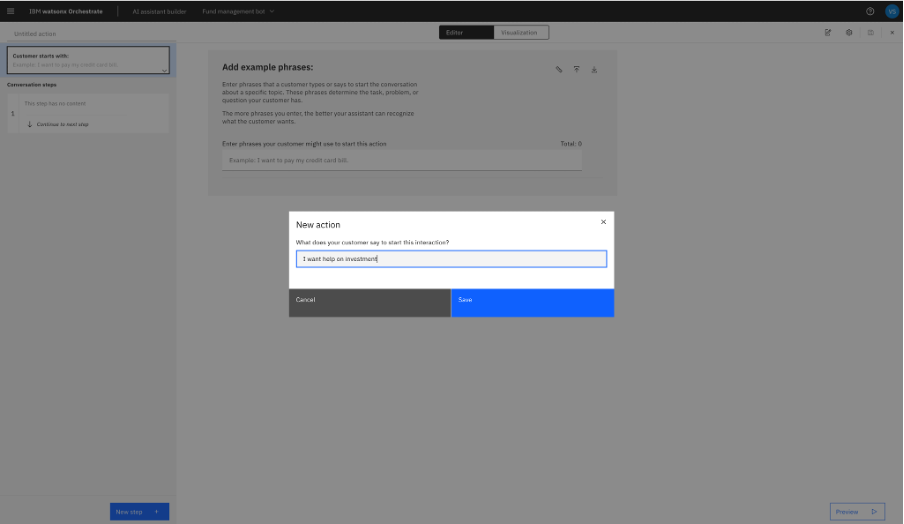 IBM watsonx Orchestrate
AI assistant builder
Fund management bot
VS
Untitled action
Editor
Visualization
Customer starts with:
Example: I want to pay my credit card bill.
Conversation steps
1
This step has no content
Continue to next step
Add example phrases:
Enter phrases that a customer types or says to start the conversation
about a specific topic. These phrases determine the task, problem, or
question your customer has.
The more phrases you enter, the better your assistant can recognize
what the customer wants.
Enter phrases your customer might use to start this action
Total: 0
Example: I want to pay my credit card bill.
New action
What does your customer say to start this interaction?
I want help on investment
Cancel
Save
New step +
Preview